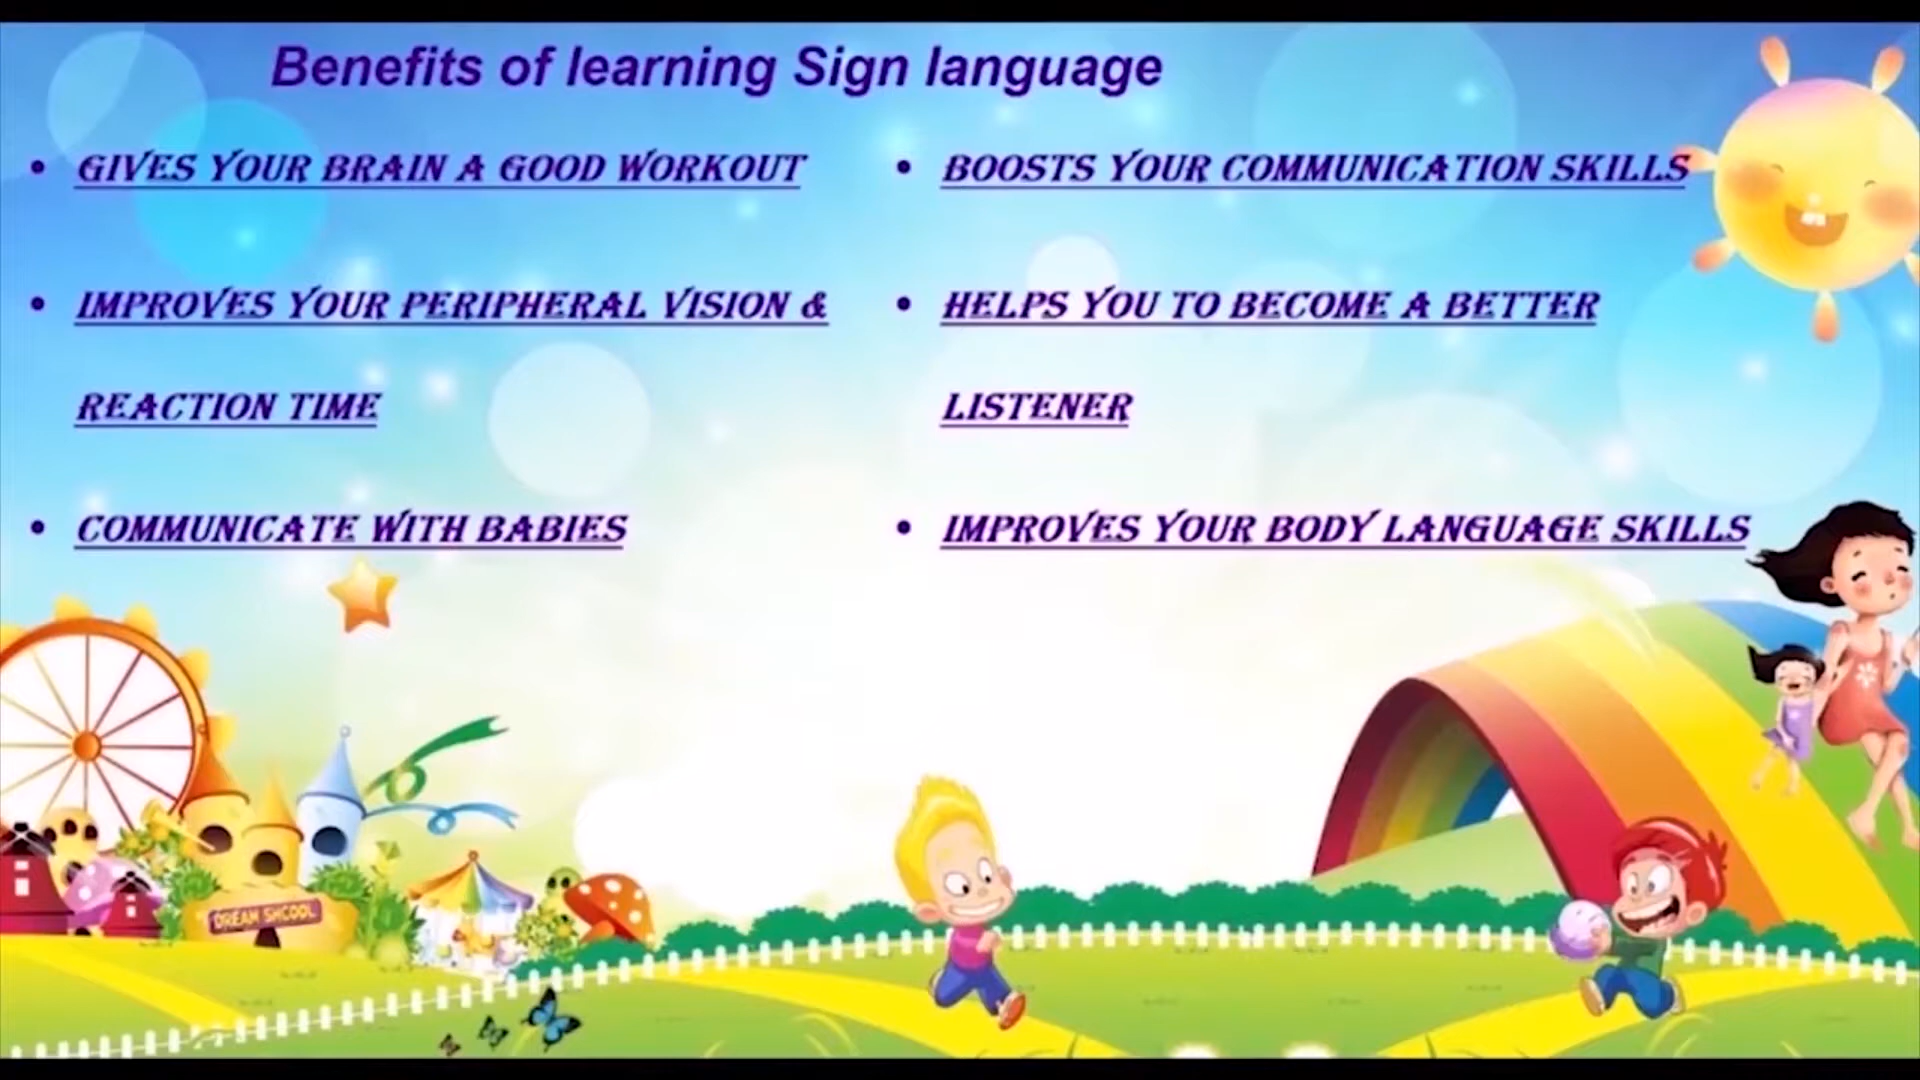 Benefits of learning Sign language
• GIVES YOUR BRAIN A GOOD WORKOUT
• IMPROVES YOUR PERIPHERAL VISION &
REACTION TIME
• COMMUNICATE WITH BABIES
• BOOSTS YOUR COMMUNICATION SKILLS
• HELPS YOU TO BECOME A BETTER
LISTENER
• IMPROVES YOUR BODY LANGUAGE SKILLS
DREAM SHCOOL